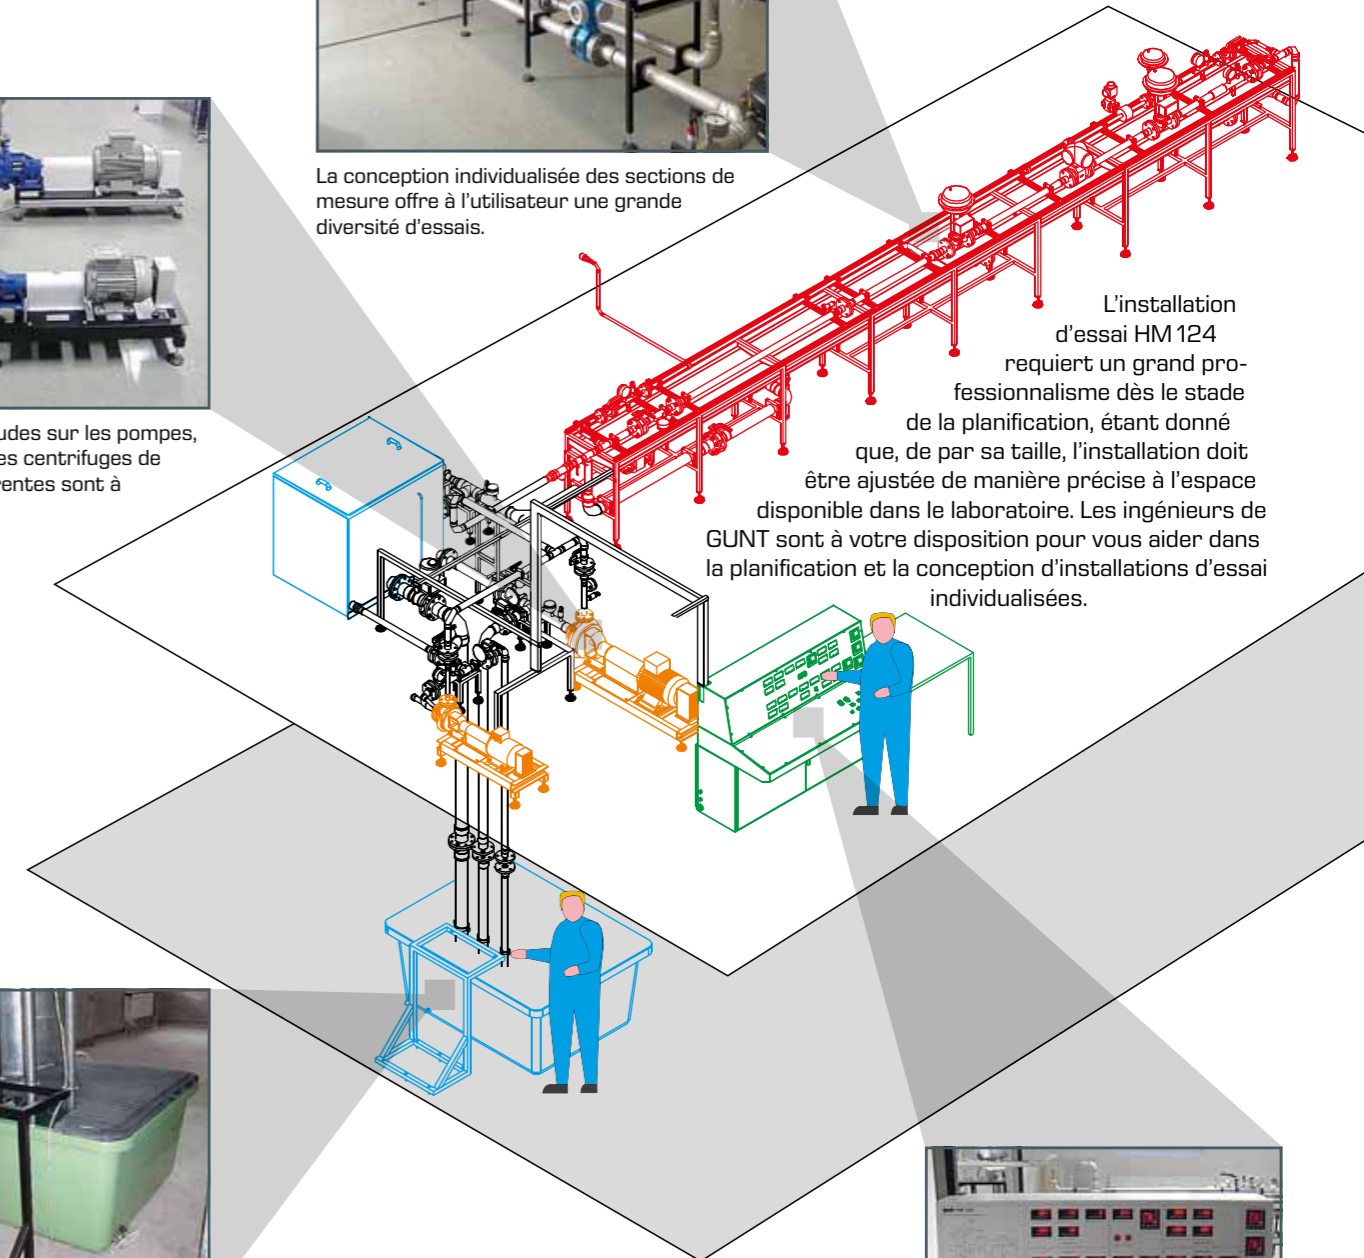 La conception individualisée des sections de
mesure offre à l'utilisateur une grande
diversité d'essais.
L'installation
d'essai HM 124
requiert un grand pro-
fessionnalisme dès le stade
de la planification, étant donné
que, de par sa taille, l'installation doit
être ajustée de manière précise à l'espace
disponible dans le laboratoire. Les ingénieurs de
GUNT sont à votre disposition pour vous aider dans
la planification et la conception d'installations d'essai
individualisées.
udes sur les pompes,
es centrifuges de
rentes sont à